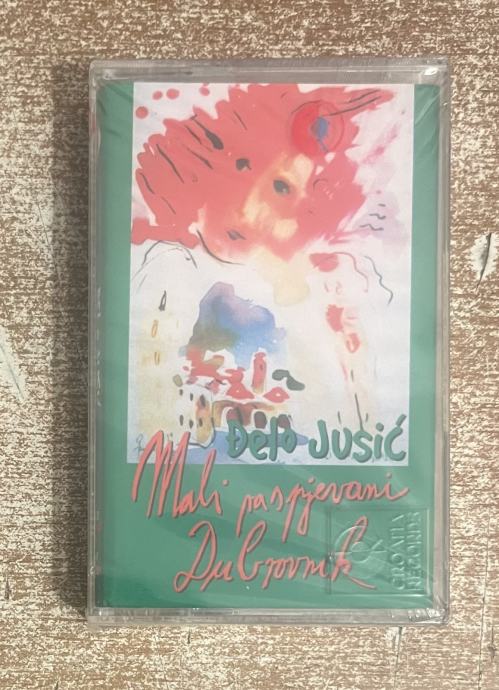 Đelo Jusić
Mali raspjevani
Dubrovnik
CROATIA
RECORDS